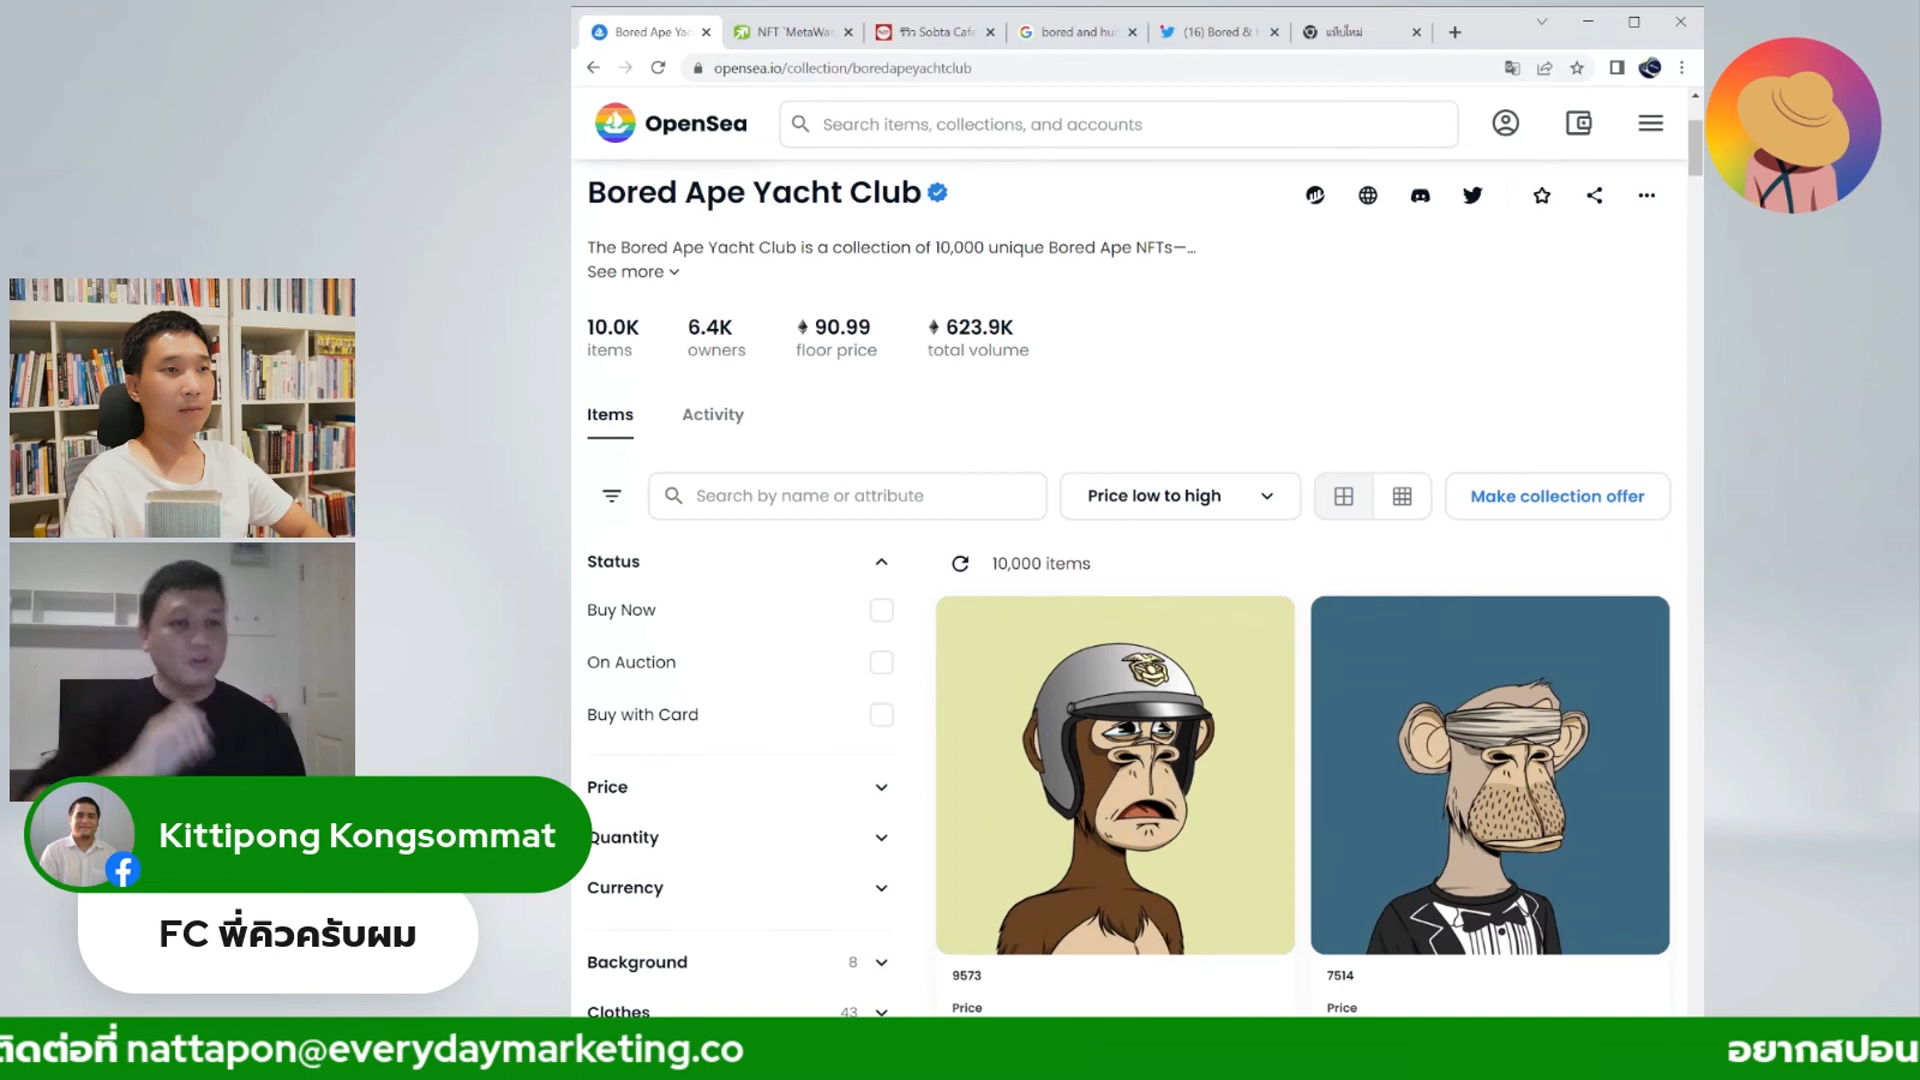 Bored Ape Yac
NFT `MetaWar
รีวิว Sobta Cafe
bored and hu
(16) Bored &
แท็บใหม่
opensea.io/collection/boredapeyachtclub
OpenSea
Search items, collections, and accounts
Bored Ape Yacht Club
The Bored Ape Yacht Club is a collection of 10,000 unique Bored Ape NFTs—...
See more
10.0K
6.4K
90.99
623.9K
items
owners
floor price
total volume
Items
Activity
Search by name or attribute
Price low to high
Make collection offer
Status
10,000 items
Buy Now
On Auction
Buy with Card
Price
Quantity
Currency
Background
8
Clothes
43
9573
Price
7514
Price
Kittipong Kongsommat
FC พี่คิวครับผม
ติดต่อที่ nattapon@everydaymarketing.co
อยากสปอน